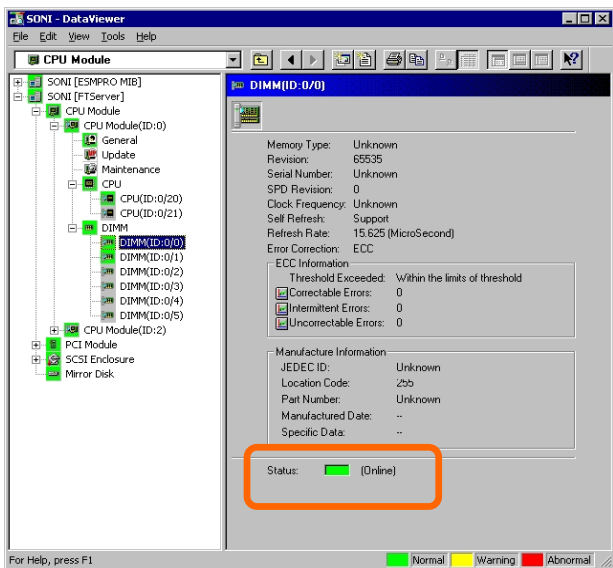 SONI - DataViewer
File Edit View Tools Help
CPU Module
SONI [ESMPRO MIB]
SONI [FTServer]
CPU Module
CPU Module(ID:0)
General
Update
Maintenance
CPU
CPU(ID:0/20)
CPU(ID:0/21)
DIMM
DIMM(ID:0/0)
DIMM(ID:0/1)
DIMM(ID:0/2)
DIMM(ID:0/3)
DIMM(ID:0/4)
DIMM(ID:0/5)
CPU Module(ID:2)
PCI Module
SCSI Enclosure
Mirror Disk
DIMM(ID:0/0)
Memory Type: Unknown
Revision: 65535
Serial Number: Unknown
SPD Revision: 0
Clock Frequency: Unknown
Self Refresh: Support
Refresh Rate: 15.625 (MicroSecond)
Error Correction: ECC
ECC Information
Threshold Exceeded: Within the limits of threshold
Correctable Errors: 0
Intermittent Errors: 0
Uncorrectable Errors: 0
Manufacture Information
JEDEC ID: Unknown
Location Code: 255
Part Number: Unknown
Manufactured Date: --
Specific Data: --
Status: (Online)
For Help, press F1
Normal Warning Abnormal